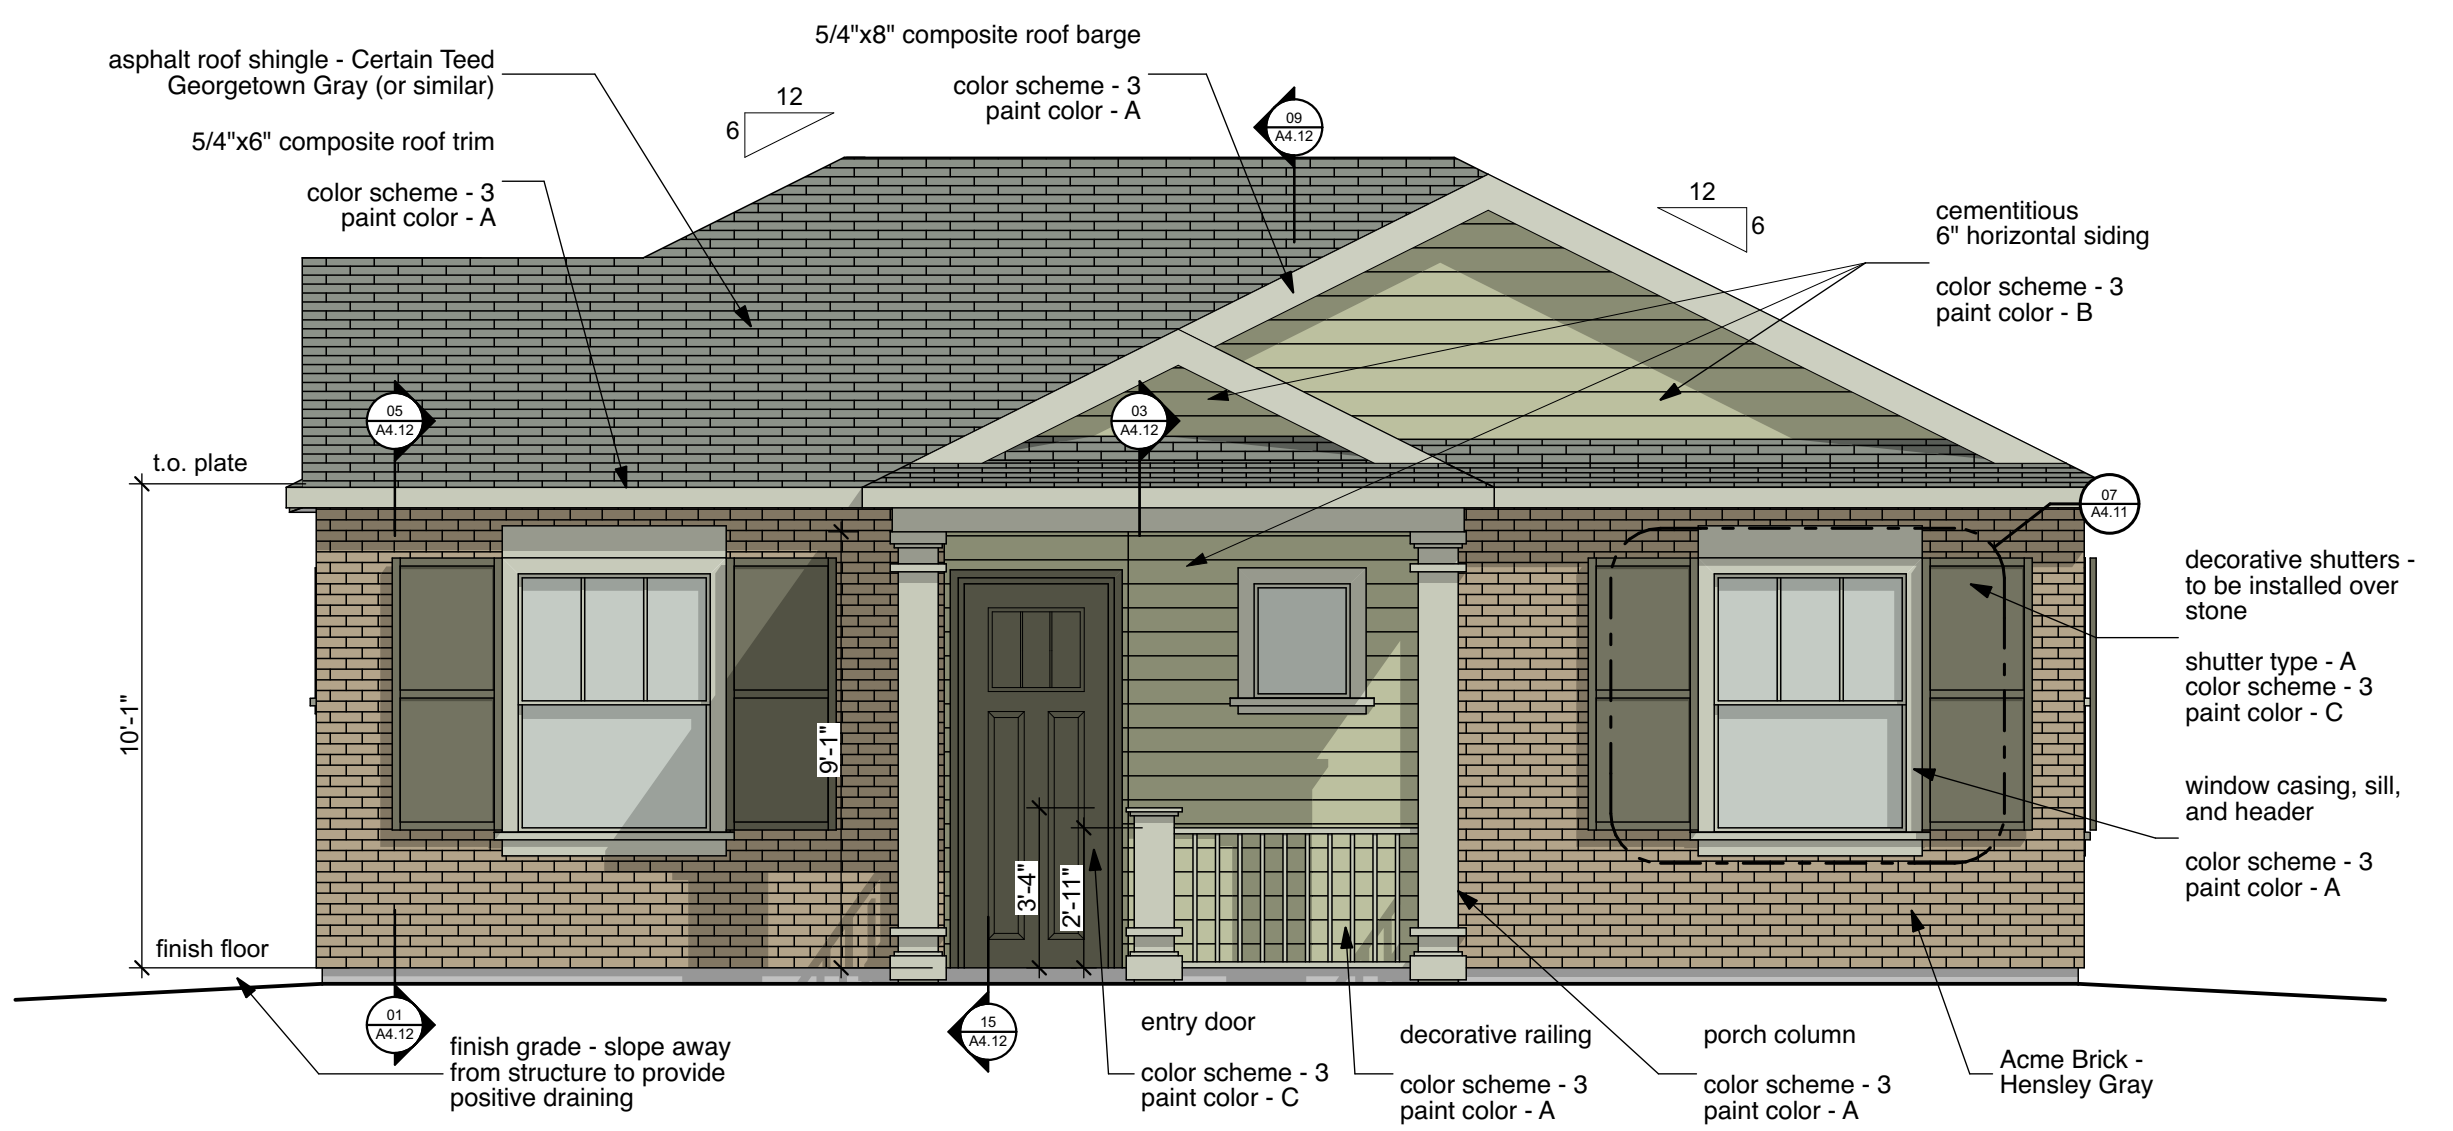 5/4"x8" composite roof barge
color scheme - 3
paint color - A
asphalt roof shingle - Certain Teed
Georgetown Gray (or similar)
12
6
09
A4.12
5/4"x6" composite roof trim
color scheme - 3
paint color - A
12
6
cementitious
6" horizontal siding
color scheme - 3
paint color - B
05
A4.12
03
A4.12
t.o. plate
07
A4.11
decorative shutters -
to be installed over
stone
shutter type - A
color scheme - 3
paint color - C
10'-1"
9'-1"
window casing, sill,
and header
color scheme - 3
paint color - A
3'-4"
2'-11"
finish floor
01
A4.12
15
A4.12
finish grade - slope away
from structure to provide
positive draining
entry door
color scheme - 3
paint color - C
decorative railing
color scheme - 3
paint color - A
porch column
color scheme - 3
paint color - A
Acme Brick -
Hensley Gray